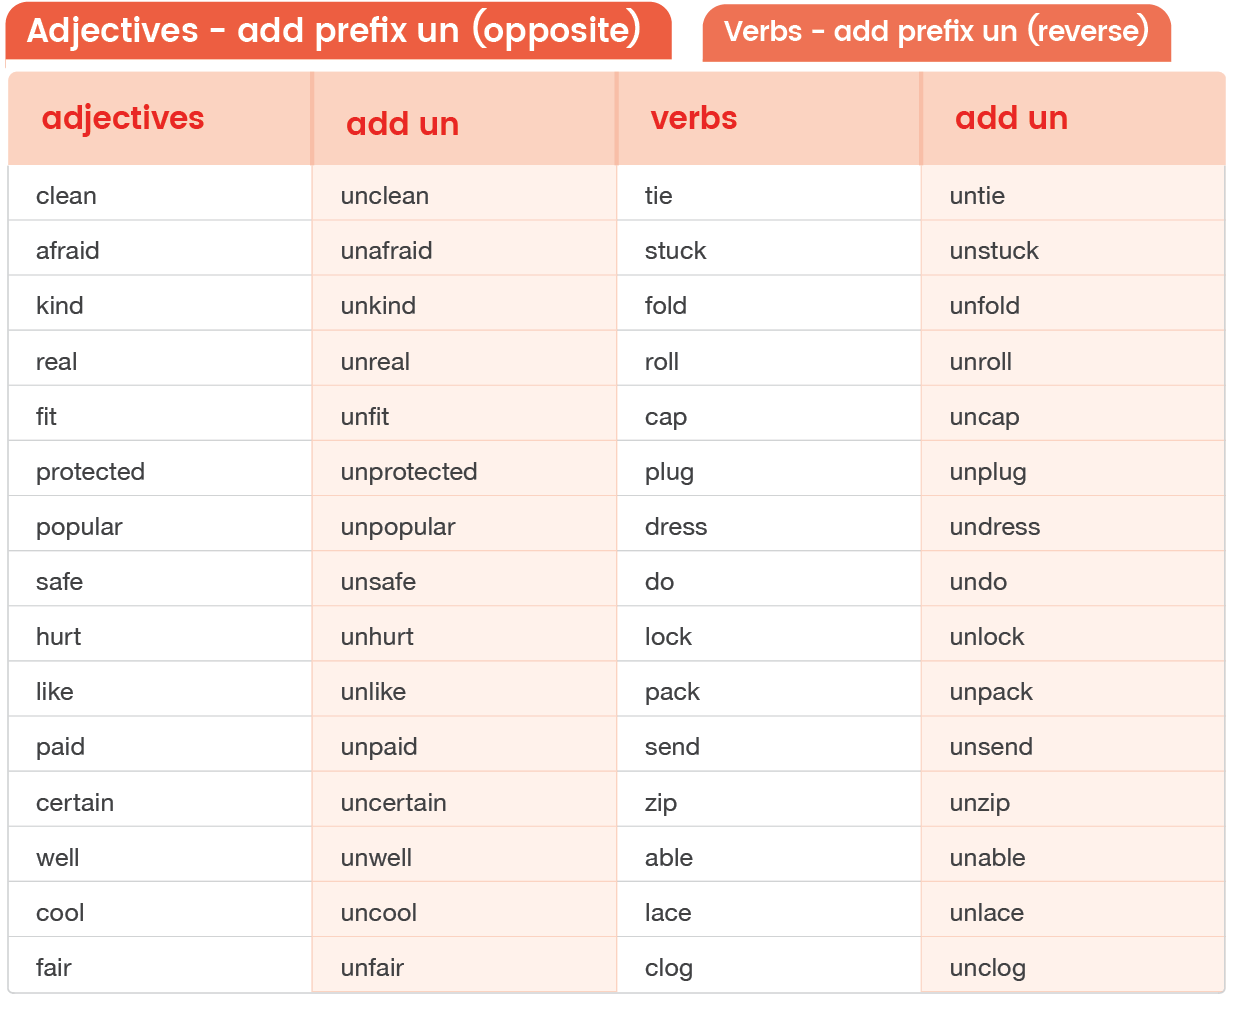 Adjectives - add prefix un (opposite) Verbs - add prefix un (reverse)
adjectives add un verbs add un
clean unclean tie untie
afraid unafraid stuck unstuck
kind unkind fold unfold
real unreal roll unroll
fit unfit cap uncap
protected unprotected plug unplug
popular unpopular dress undress
safe unsafe do undo
hurt unhurt lock unlock
like unlike pack unpack
paid unpaid send unsend
certain uncertain zip unzip
well unwell able unable
cool uncool lace unlace
fair unfair clog unclog